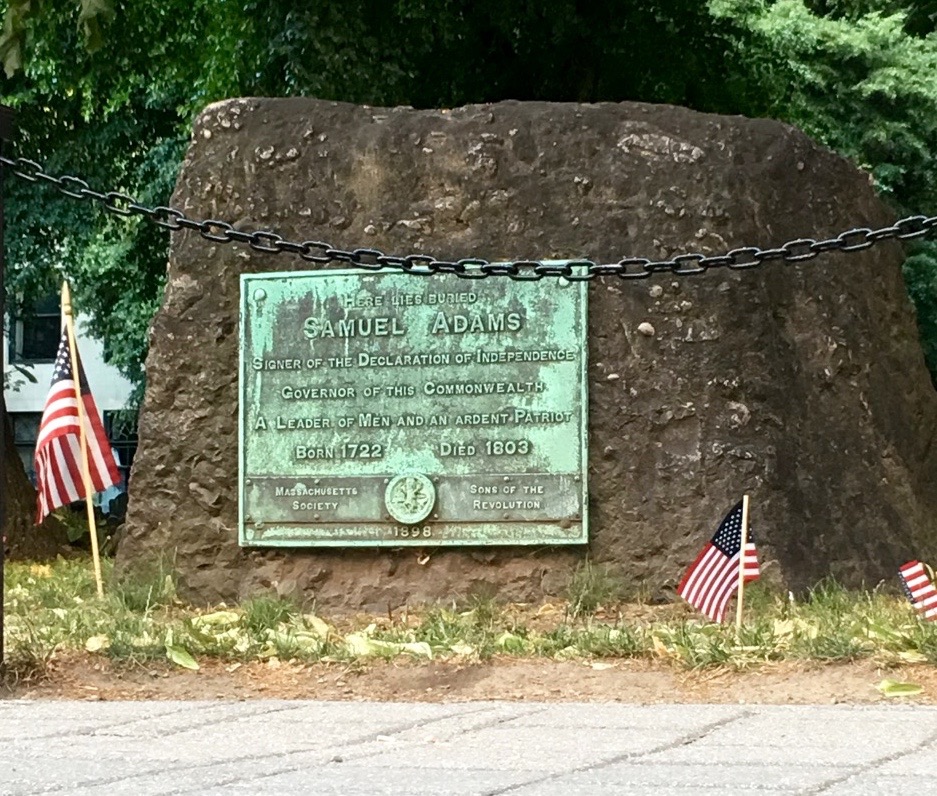 HERE LIES BURIED
SAMUEL ADAMS
SIGNER OF THE DECLARATION OF INDEPENDENCE
GOVERNOR OF THIS COMMONWEALTH
A LEADER OF MEN AND AN ARDENT PATRIOT
BORN 1722 DIED 1803
MASSACHUSETTS SOCIETY
SONS OF THE REVOLUTION
1898